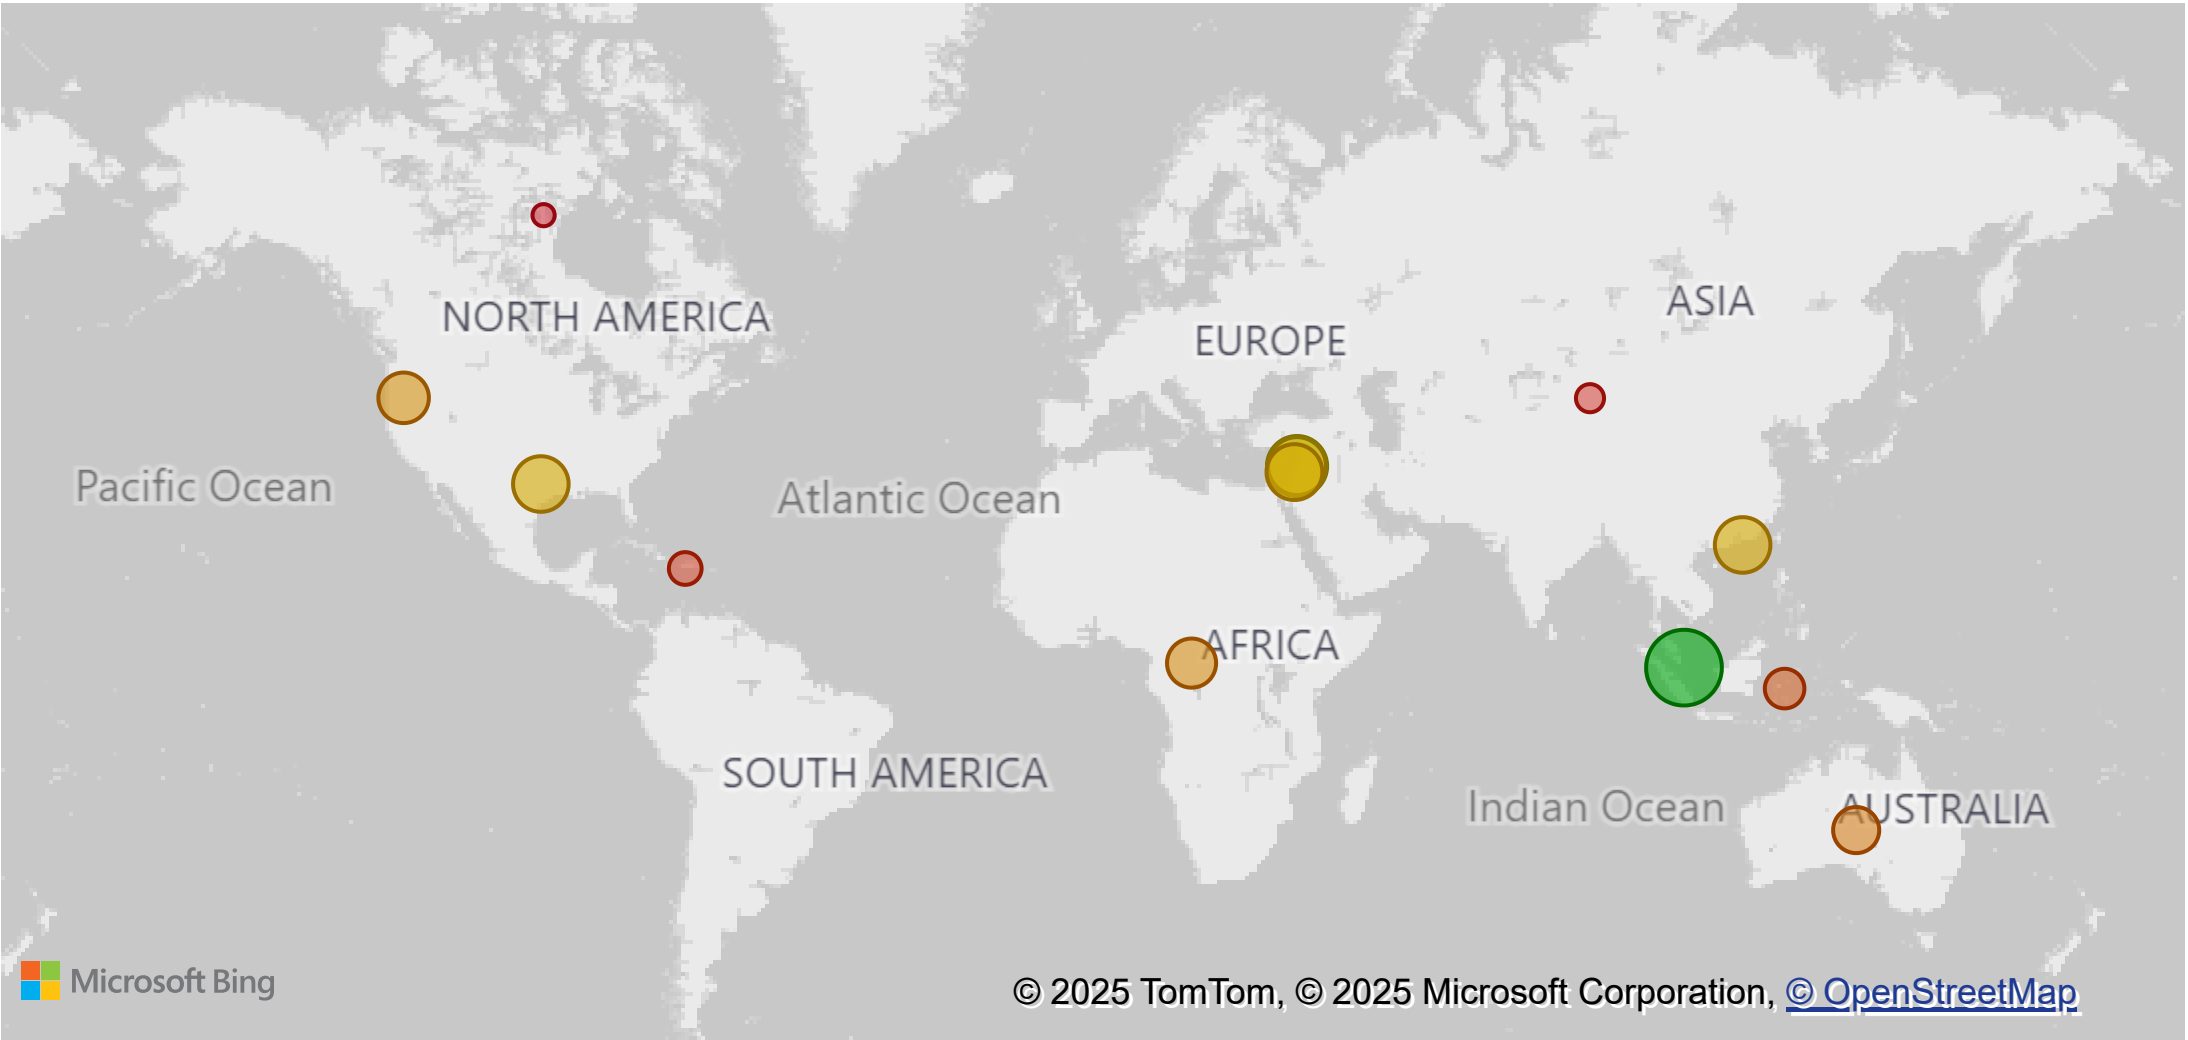 NORTH AMERICA
ASIA
EUROPE
Pacific Ocean
Atlantic Ocean
AFRICA
SOUTH AMERICA
Indian Ocean
AUSTRALIA
Microsoft Bing
© 2025 TomTom, © 2025 Microsoft Corporation, © OpenStreetMap